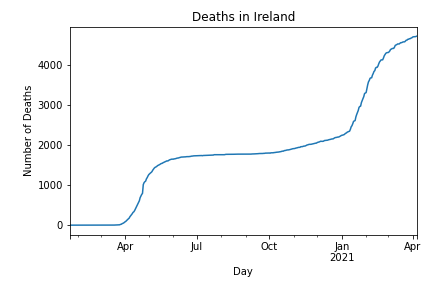 Deaths in Ireland
Number of Deaths
4000
3000
2000
1000
0
Apr
Jul
Oct
Jan
2021
Apr
Day